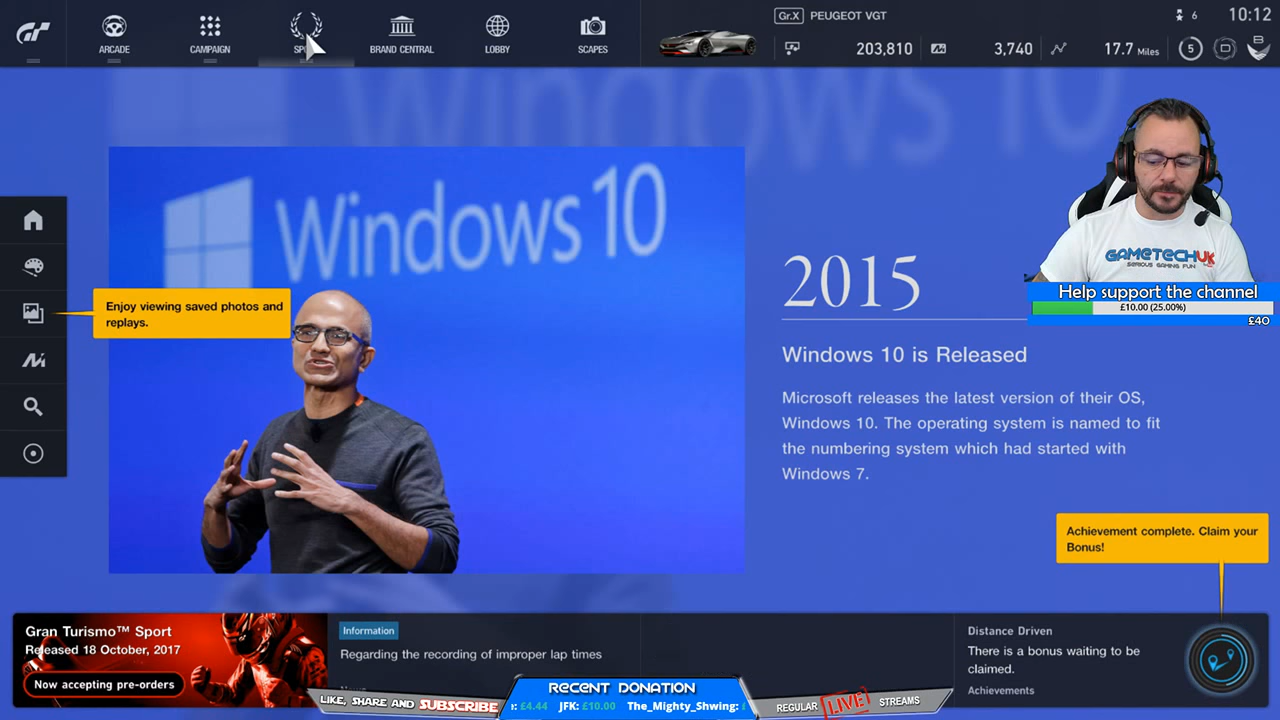 ARCADE
CAMPAIGN
BRAND CENTRAL
LOBBY
SCAPES
Gr.X PEUGEOT VGT
203,810
3,740
17.7 Miles
6
5
10:12
Windows 10
Windows 10
Enjoy viewing saved photos and
replays.
2015
Windows 10 is Released
Microsoft releases the latest version of their OS,
Windows 10. The operating system is named to fit
the numbering system which had started with
Windows 7.
GAMETECHUK
SERIOUS GAMING FUN
Help support the channel
£10.00 (25.00%)
£40
Achievement complete. Claim your
Bonus!
Gran Turismo™ Sport
Released 18 October, 2017
Now accepting pre-orders
Information
Regarding the recording of improper lap times
Distance Driven
There is a bonus waiting to be
claimed.
Achievements
LIKE, SHARE AND SUBSCRIBE
RECENT DONATION
: £4.44 JFK: £10.00 The_Mighty_Shwing:
REGULAR LIVE STREAMS